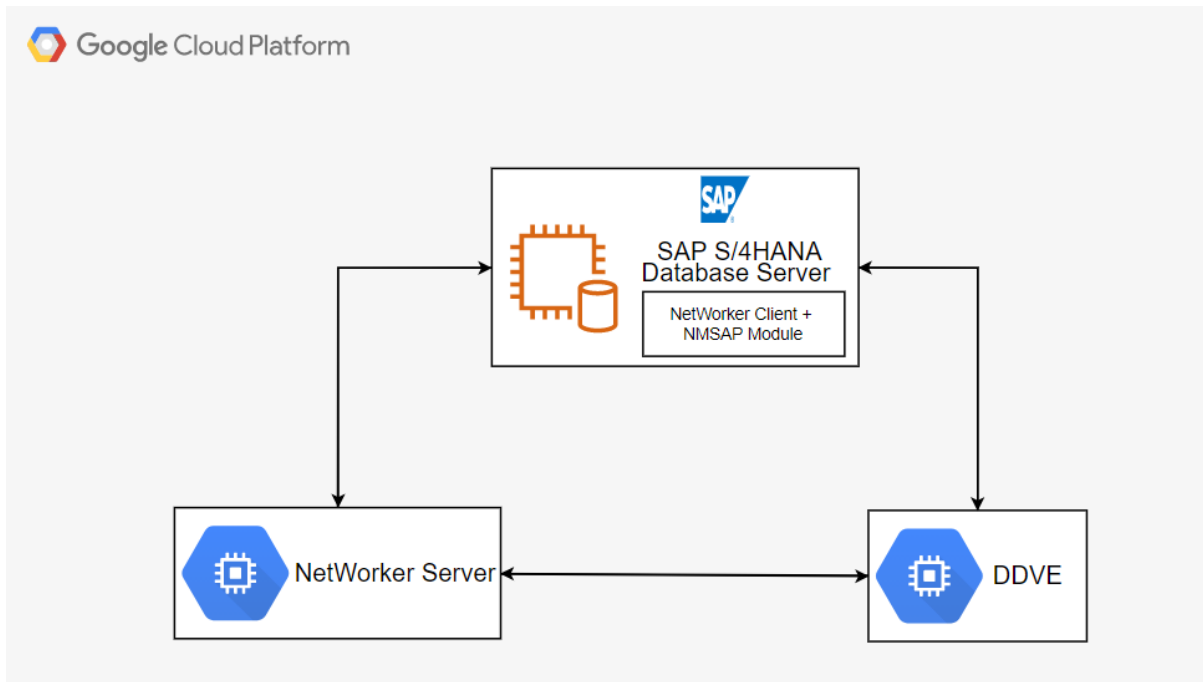 Google Cloud Platform
SAP
SAP S/4HANA
Database Server
NetWorker Client +
NMSAP Module
NetWorker Server
DDVE